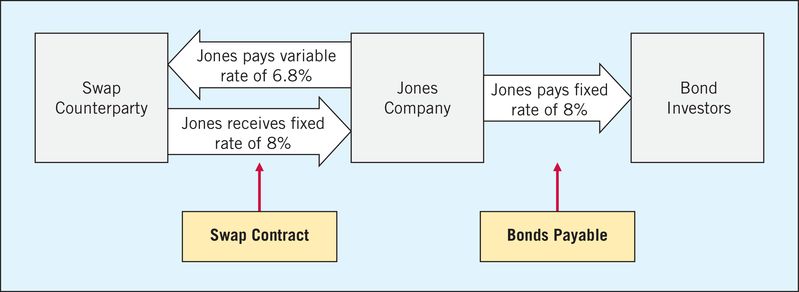 Swap
Counterparty
Jones pays variable
rate of 6.8%
Jones receives fixed
rate of 8%
Jones
Company
Jones pays fixed
rate of 8%
Bond
Investors
Swap Contract
Bonds Payable